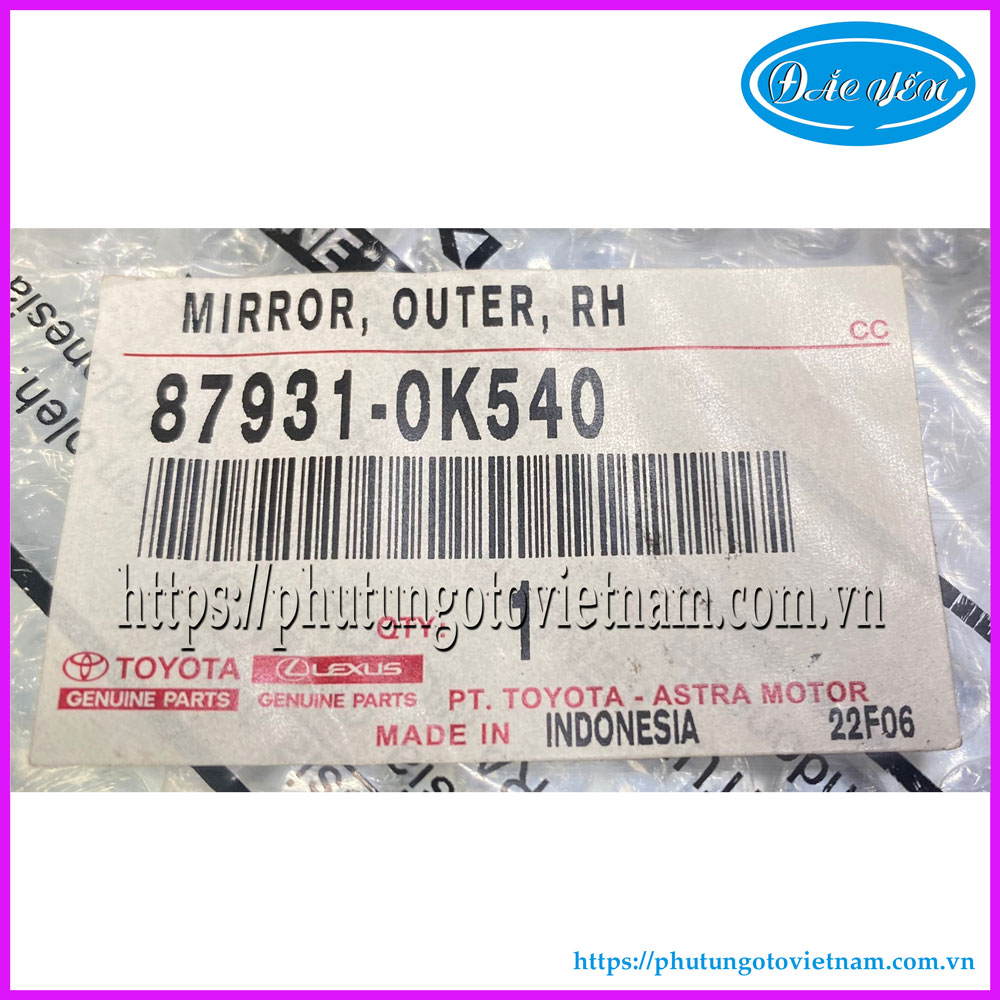 ĐẮC YẾN
MIRROR, OUTER, RH
CC
87931-0K540
https://phutungotovietnam.com.vn
QTY: 1
TOYOTA LEXUS
GENUINE PARTS GENUINE PARTS PT. TOYOTA - ASTRA MOTOR
MADE IN INDONESIA 22F06
https://phutungotovietnam.com.vn